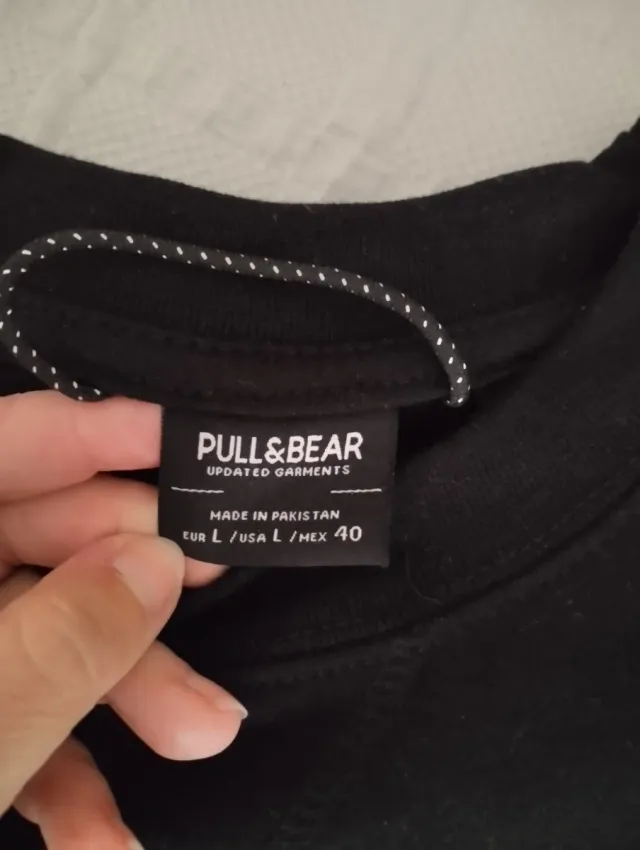 PULL&BEAR
UPDATED GARMENTS
MADE IN PAKISTAN
EUR L / USA L / MEX 40